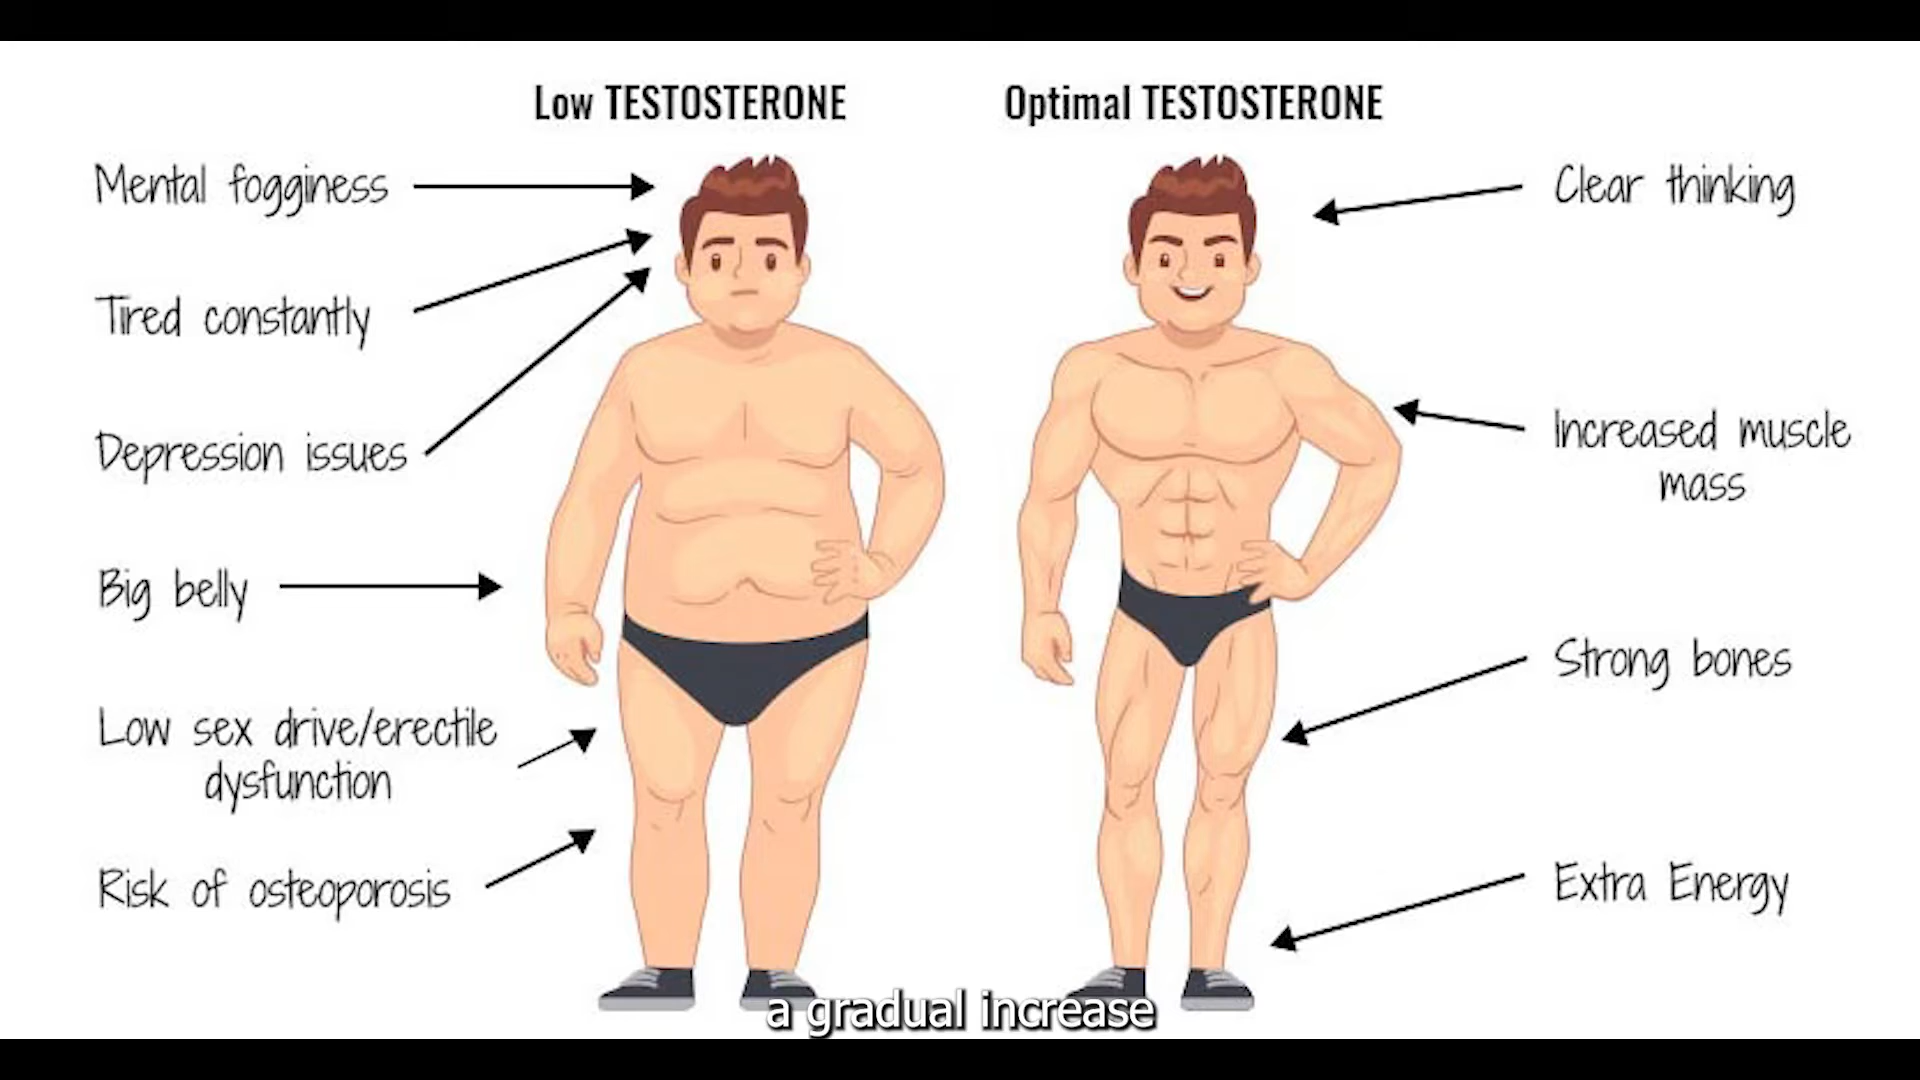 Low TESTOSTERONE
Optimal TESTOSTERONE
Mental fogginess
Tired constantly
Depression issues
Big belly
Low sex drive/erectile
dysfunction
Risk of osteoporosis
Clear thinking
Increased muscle
mass
Strong bones
Extra Energy
a gradual increase